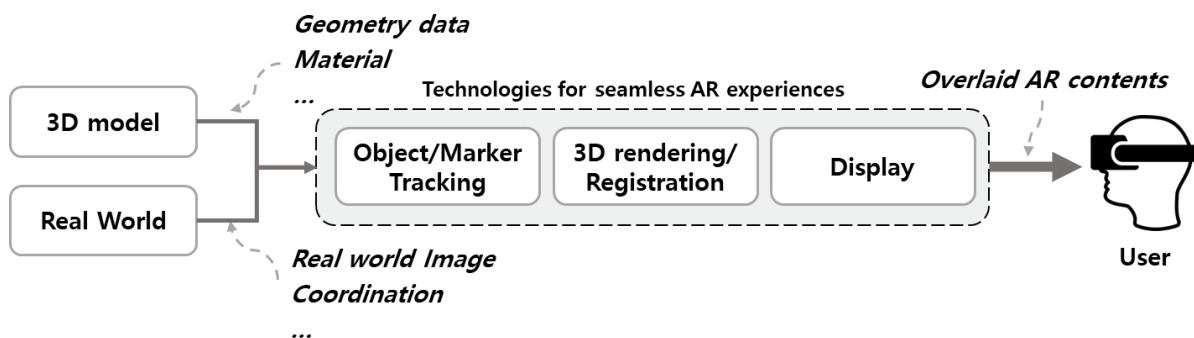 Geometry data
Material
...
Technologies for seamless AR experiences
Overlaid AR contents
3D model
Object/Marker
Tracking
3D rendering/
Registration
Display
Real World
Real world Image
Coordination
...
User